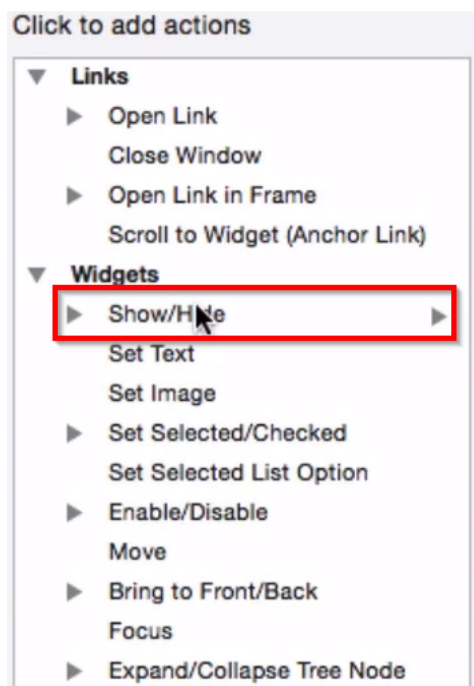 Click to add actions
Links
Open Link
Close Window
Open Link in Frame
Scroll to Widget (Anchor Link)
Widgets
Show/Hide
Set Text
Set Image
Set Selected/Checked
Set Selected List Option
Enable/Disable
Move
Bring to Front/Back
Focus
Expand/Collapse Tree Node